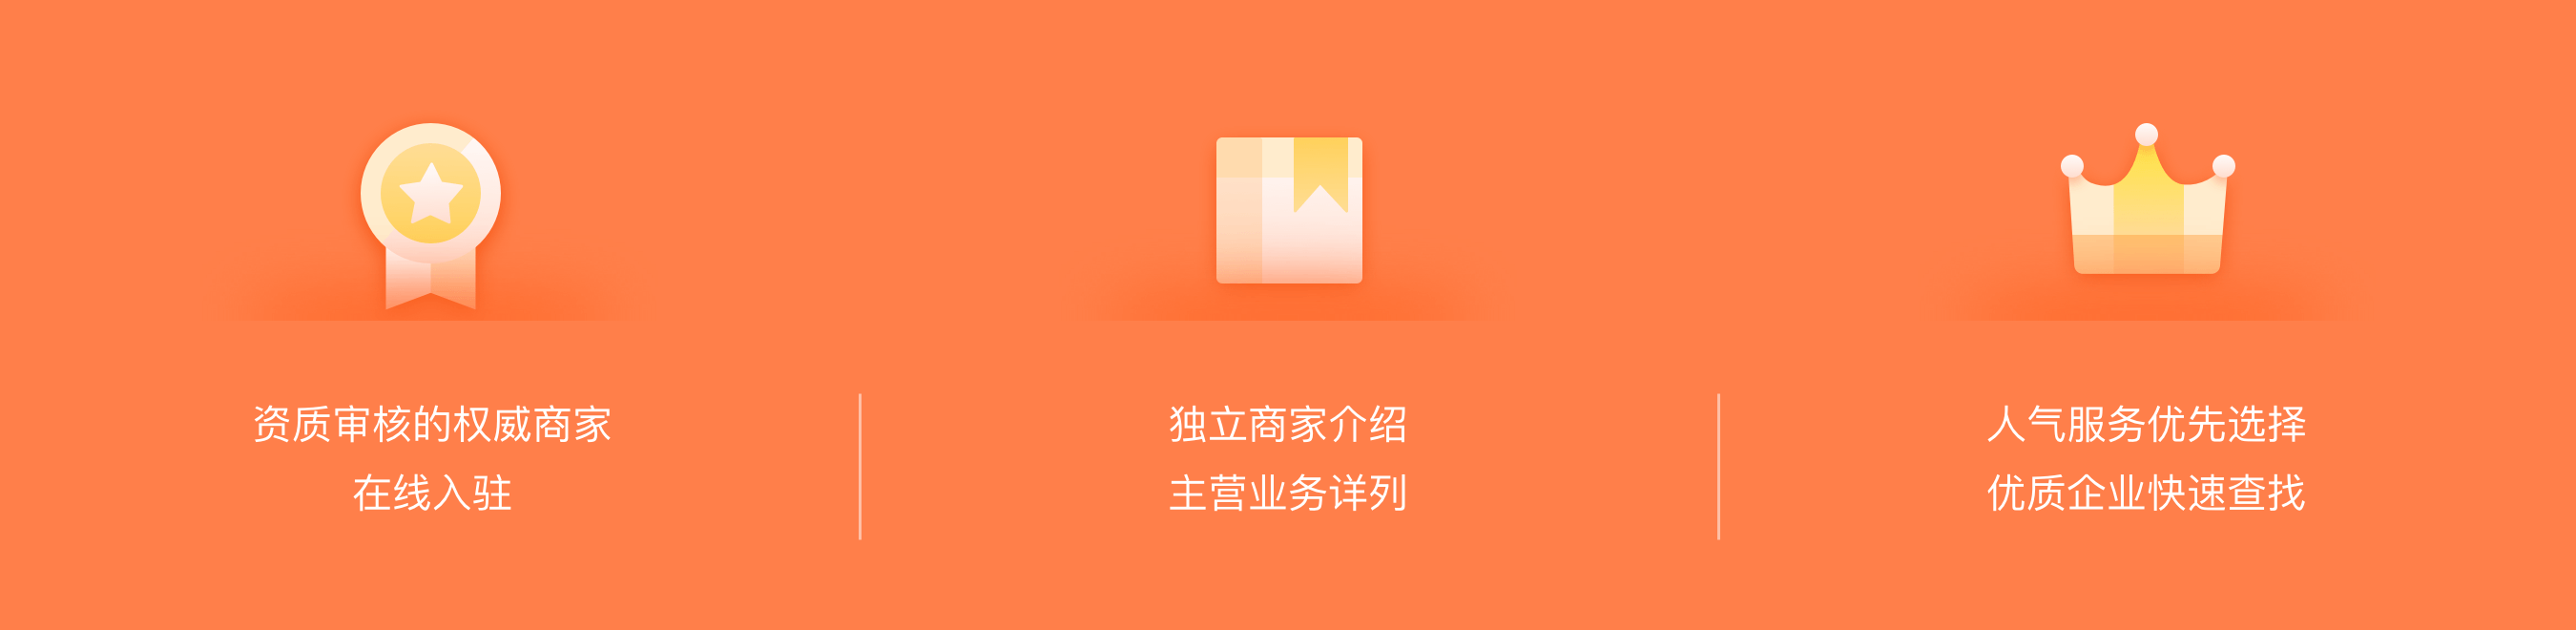 资质审核的权威商家
在线入驻
独立商家介绍
主营业务详列
人气服务优先选择
优质企业快速查找